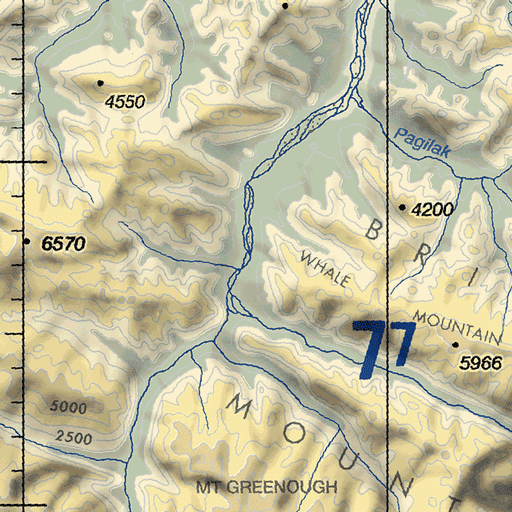 4550
Pagilak
4200
6570
B R I
WHALE
MOUNTAIN
77
5966
5000
2500
M O U N T
MT GREENOUGH